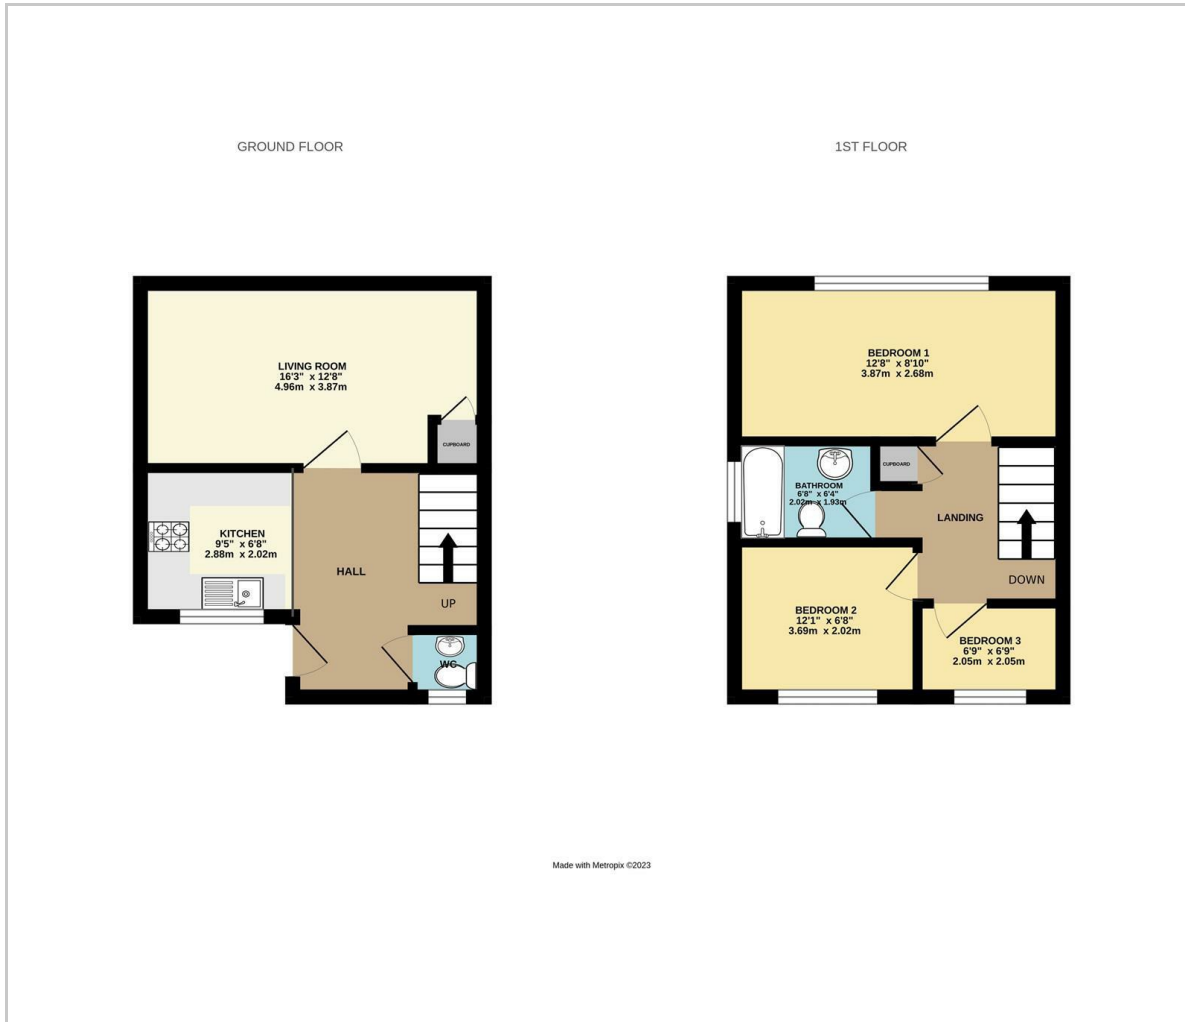 GROUND FLOOR
LIVING ROOM
16'3" x 12'8"
4.96m x 3.87m
CUPBOARD
KITCHEN
9'5" x 6'8"
2.88m x 2.02m
HALL
UP
WC
1ST FLOOR
BEDROOM 1
12'8" x 8'10"
3.87m x 2.68m
BATHROOM
6'8" x 6'4"
2.02m x 1.93m
CUPBOARD
LANDING
DOWN
BEDROOM 2
12'1" x 6'8"
3.69m x 2.02m
BEDROOM 3
6'9" x 6'9"
2.05m x 2.05m
Made with Metropix ©2023